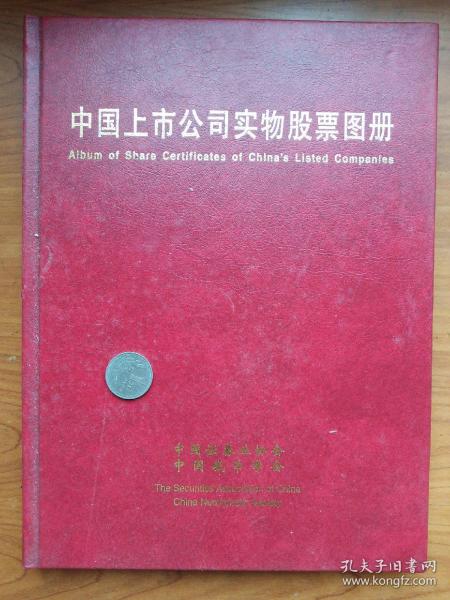 中国上市公司实物股票图册
Album of Share Certificates of China's Listed Companies
中国证券业协会
中国钱币学会
The Securities Association of China
China Numismatic Society
孔夫子旧书网
www.kongfz.com